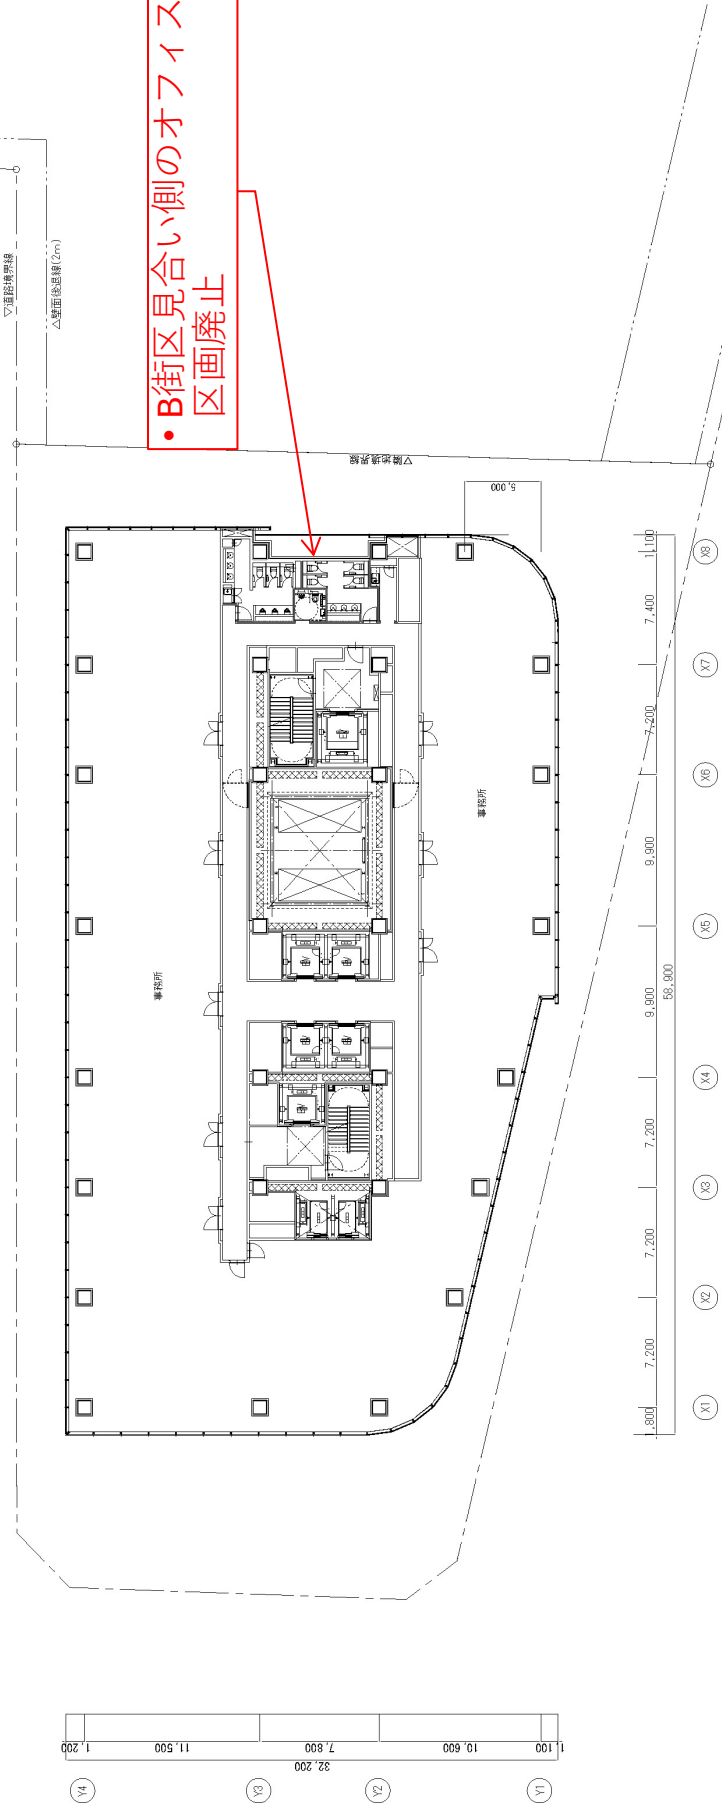 ・B街区見合い側のオフィス
区画廃止
▽道路境界線
△壁面後退線(2m)
▽隣地境界線
5,000
1,100
7,400
7,200
9,900
9,900
7,200
7,200
7,200
1,800
58,900
X8
X7
X6
X5
X4
X3
X2
X1
事務所
事務所
1,200
11,500
7,800
10,600
1,100
32,200
Y4
Y3
Y2
Y1